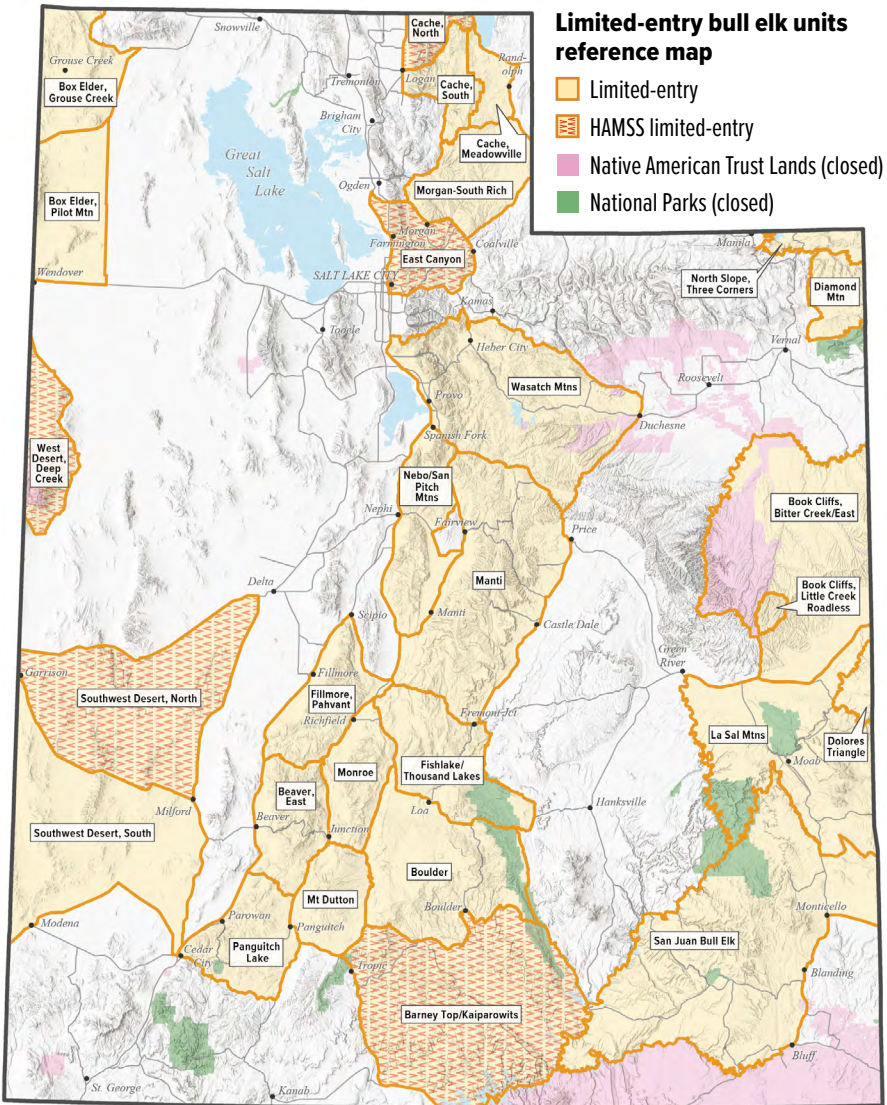 Limited-entry bull elk units
reference map
Limited-entry
HAMSS limited-entry
Native American Trust Lands (closed)
National Parks (closed)
Snowville
Cache,
North
Grouse Creek
Box Elder,
Grouse Creek
Tremonton
Logan
Cache,
South
Rand-
olph
Brigham
City
Cache,
Meadowville
Great
Salt
Lake
Ogden
Morgan-South Rich
Box Elder,
Pilot Mtn
Morgan
Farmington
East Canyon
Coalville
Manila
Wendover
SALT LAKE CITY
North Slope,
Three Corners
Diamond
Mtn
Kamas
Tooele
Heber City
Vernal
Wasatch Mtns
Roosevelt
Provo
Duchesne
Spanish Fork
West
Desert,
Deep
Creek
Nebo/San
Pitch
Mtns
Book Cliffs,
Bitter Creek/East
Nephi
Fairview
Price
Manti
Delta
Book Cliffs,
Little Creek
Roadless
Scipio
Manti
Castle Dale
Green
River
Garrison
Southwest Desert, North
Fillmore
Fillmore,
Pahvant
Richfield
Fremont Jct
La Sal Mtns
Dolores
Triangle
Monroe
Fishlake/
Thousand Lakes
Moab
Beaver,
East
Milford
Loa
Hanksville
Beaver
Junction
Southwest Desert, South
Boulder
Mt Dutton
Boulder
Monticello
Modena
Parowan
Panguitch
Cedar
City
Panguitch
Lake
San Juan Bull Elk
Tropic
Blanding
Barney Top/Kaiparowits
Bluff
St. George
Kanab